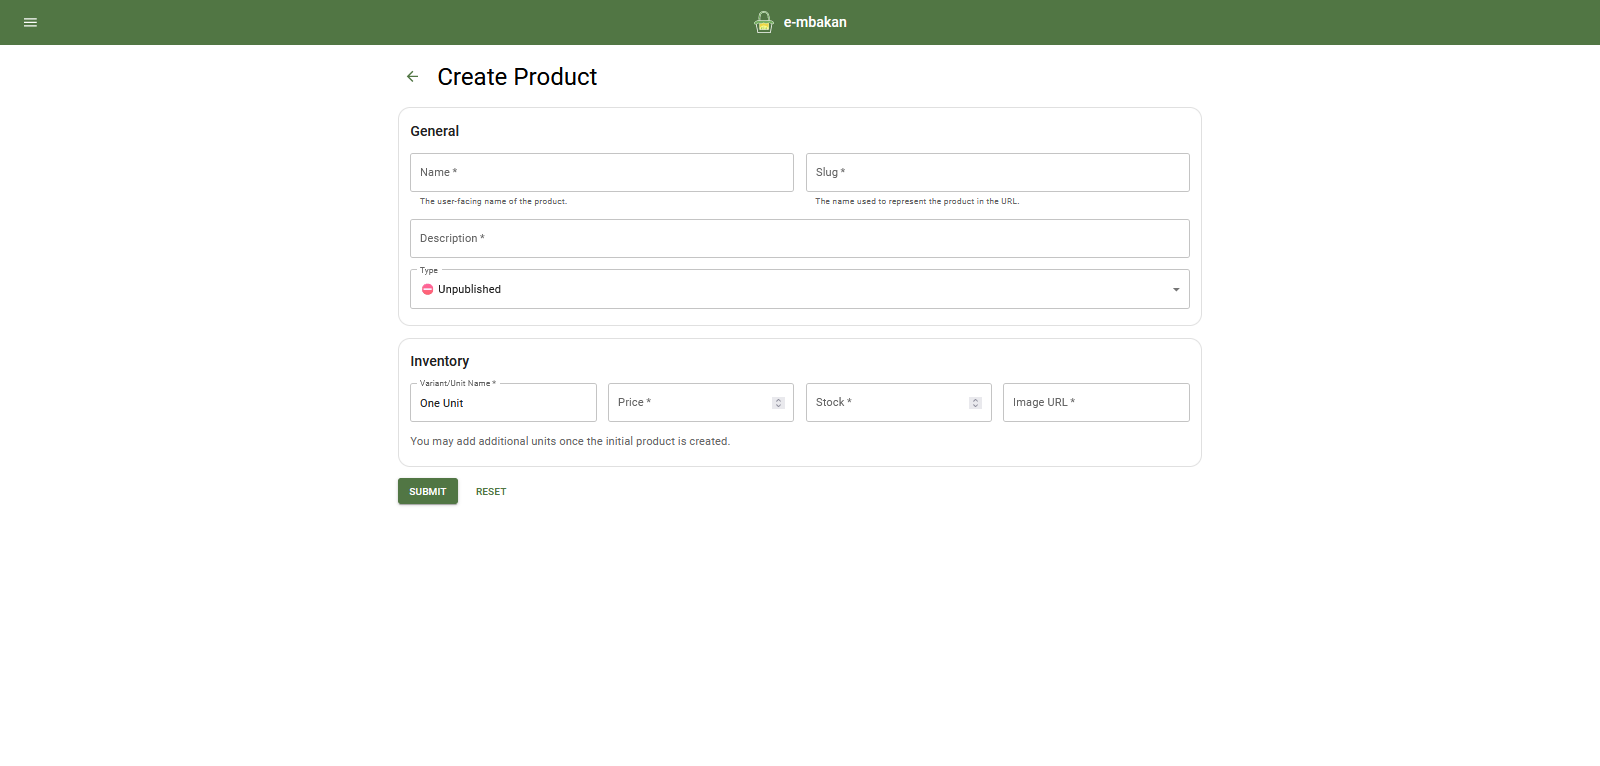 e-mbakan
Create Product
General
Name *
Slug *
The user-facing name of the product.
The name used to represent the product in the URL.
Description *
Type
Unpublished
Inventory
Variant/Unit Name *
One Unit
Price *
Stock *
Image URL *
You may add additional units once the initial product is created.
SUBMIT
RESET